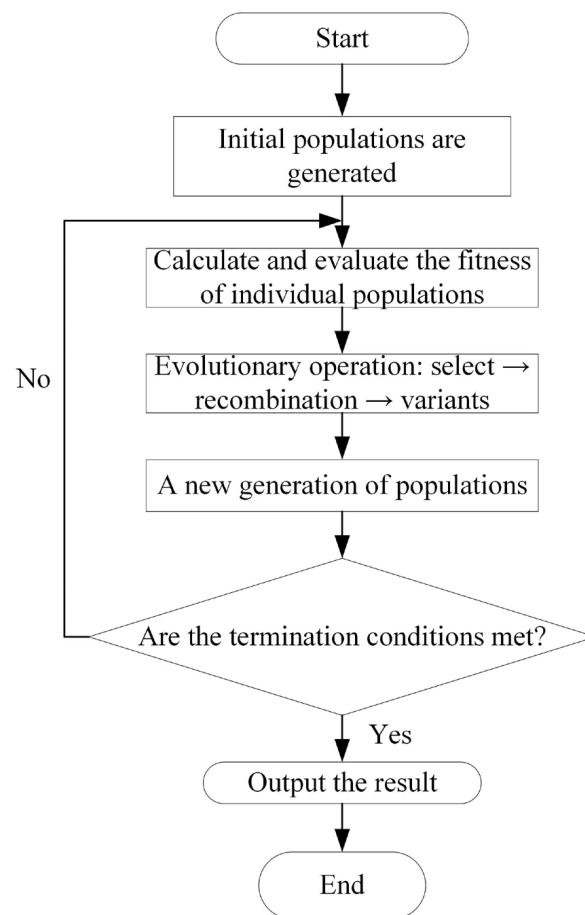 Start
Initial populations are
generated
Calculate and evaluate the fitness
of individual populations
No
Evolutionary operation: select →
recombination → variants
A new generation of populations
Are the termination conditions met?
Yes
Output the result
End